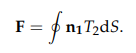 𝐅 = ∮ 𝐧₁T₂dS.